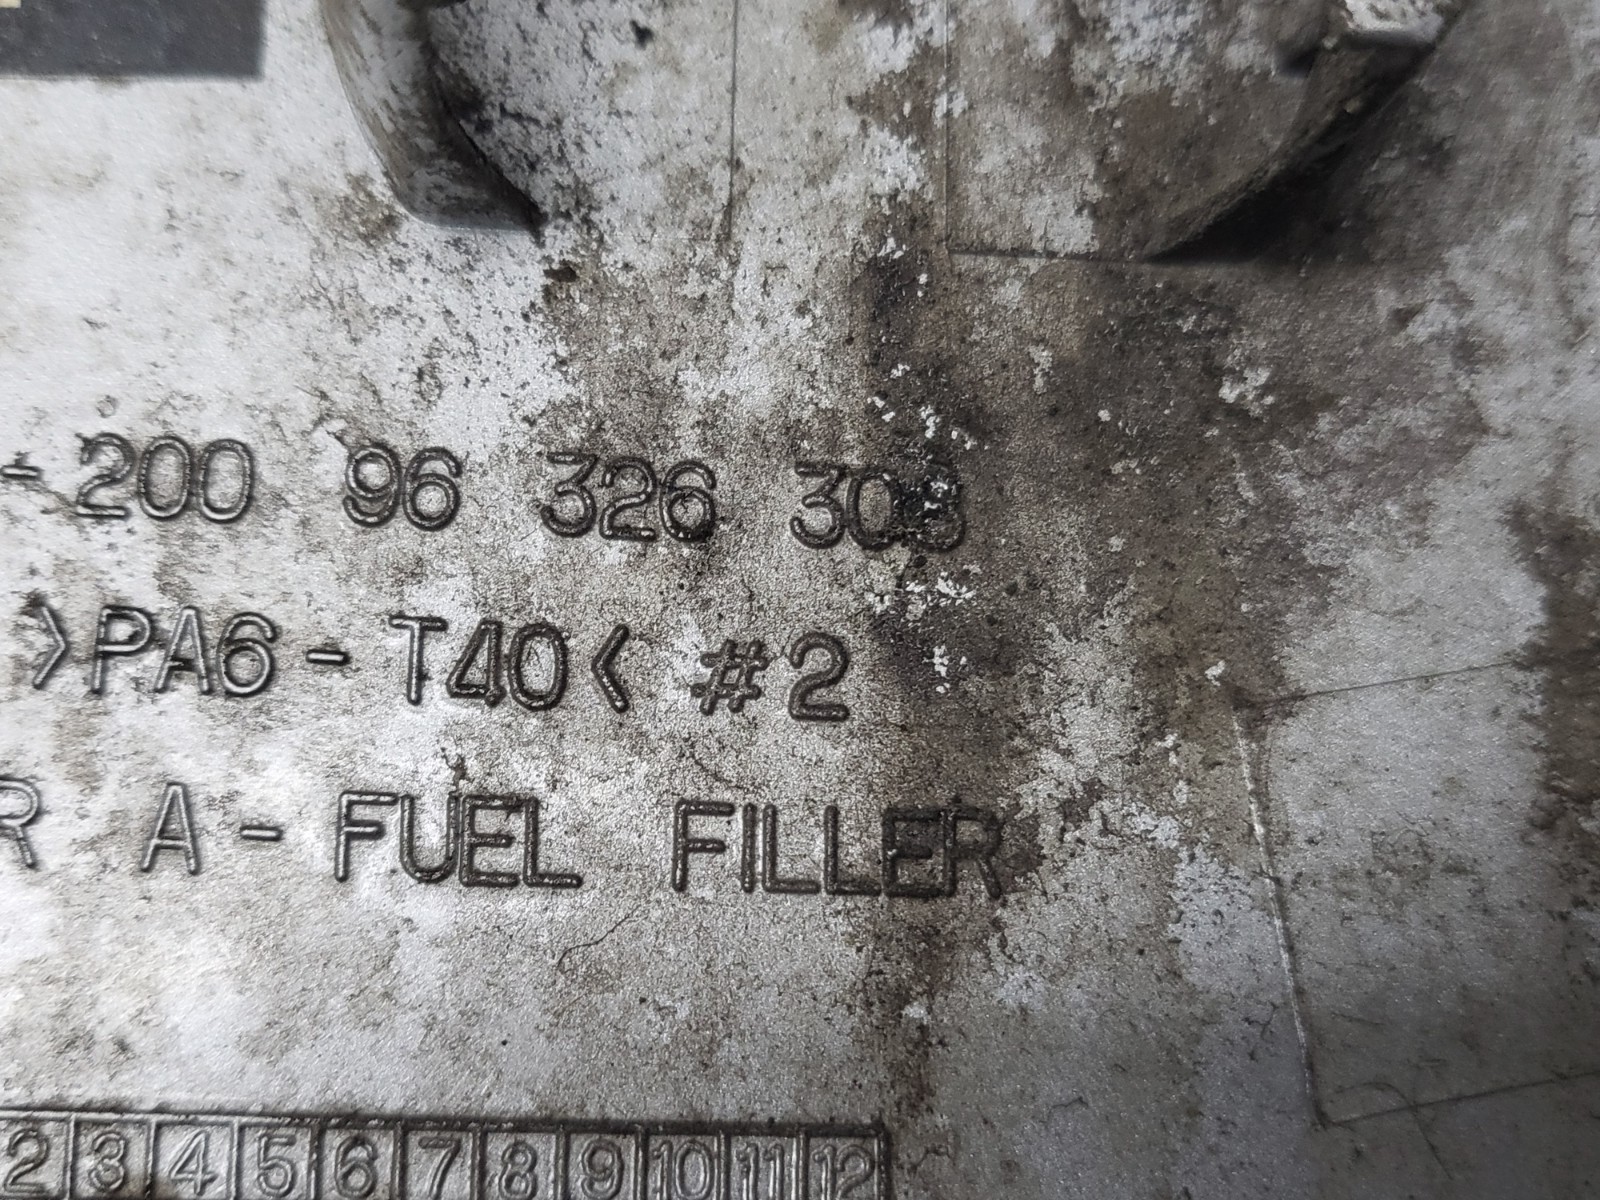 -200 96 326 308
>PA6-T40< #2
R A-FUEL FILLER
2 3 4 5 6 7 8 9 10 11 12